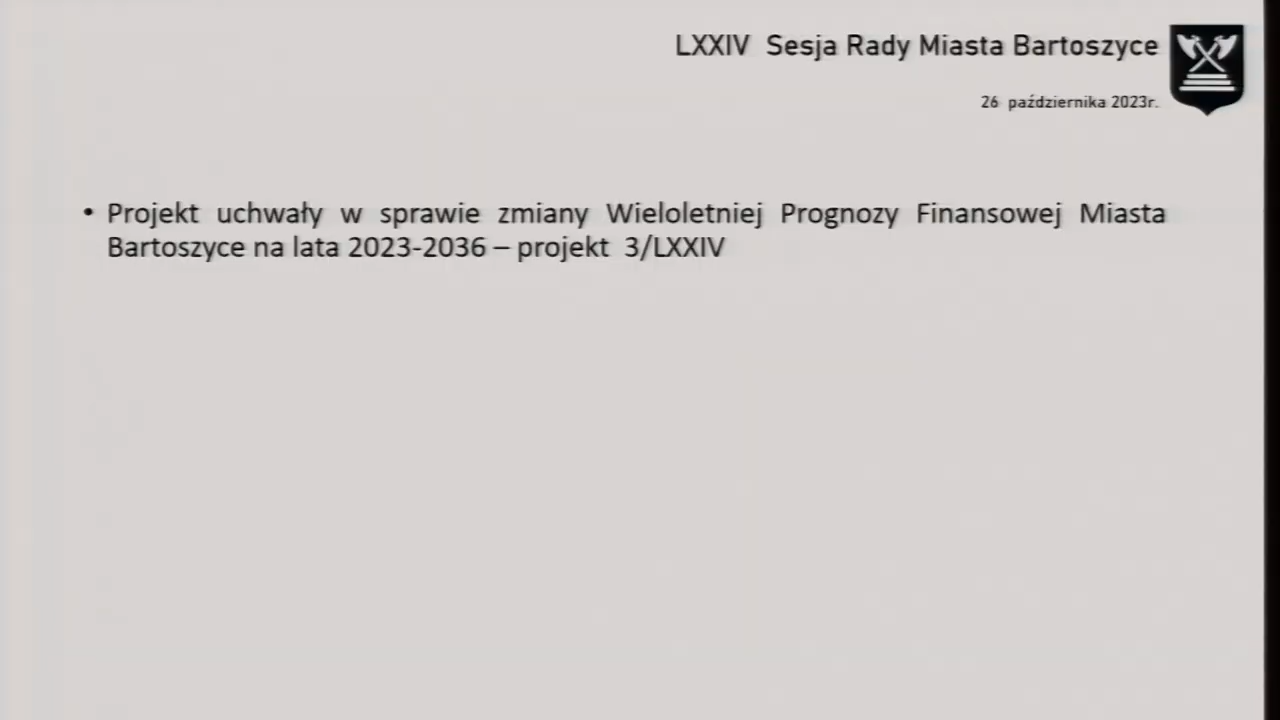 LXXIV Sesja Rady Miasta Bartoszyce
26 października 2023r.
• Projekt uchwały w sprawie zmiany Wieloletniej Prognozy Finansowej Miasta
Bartoszyce na lata 2023-2036 – projekt 3/LXXIV